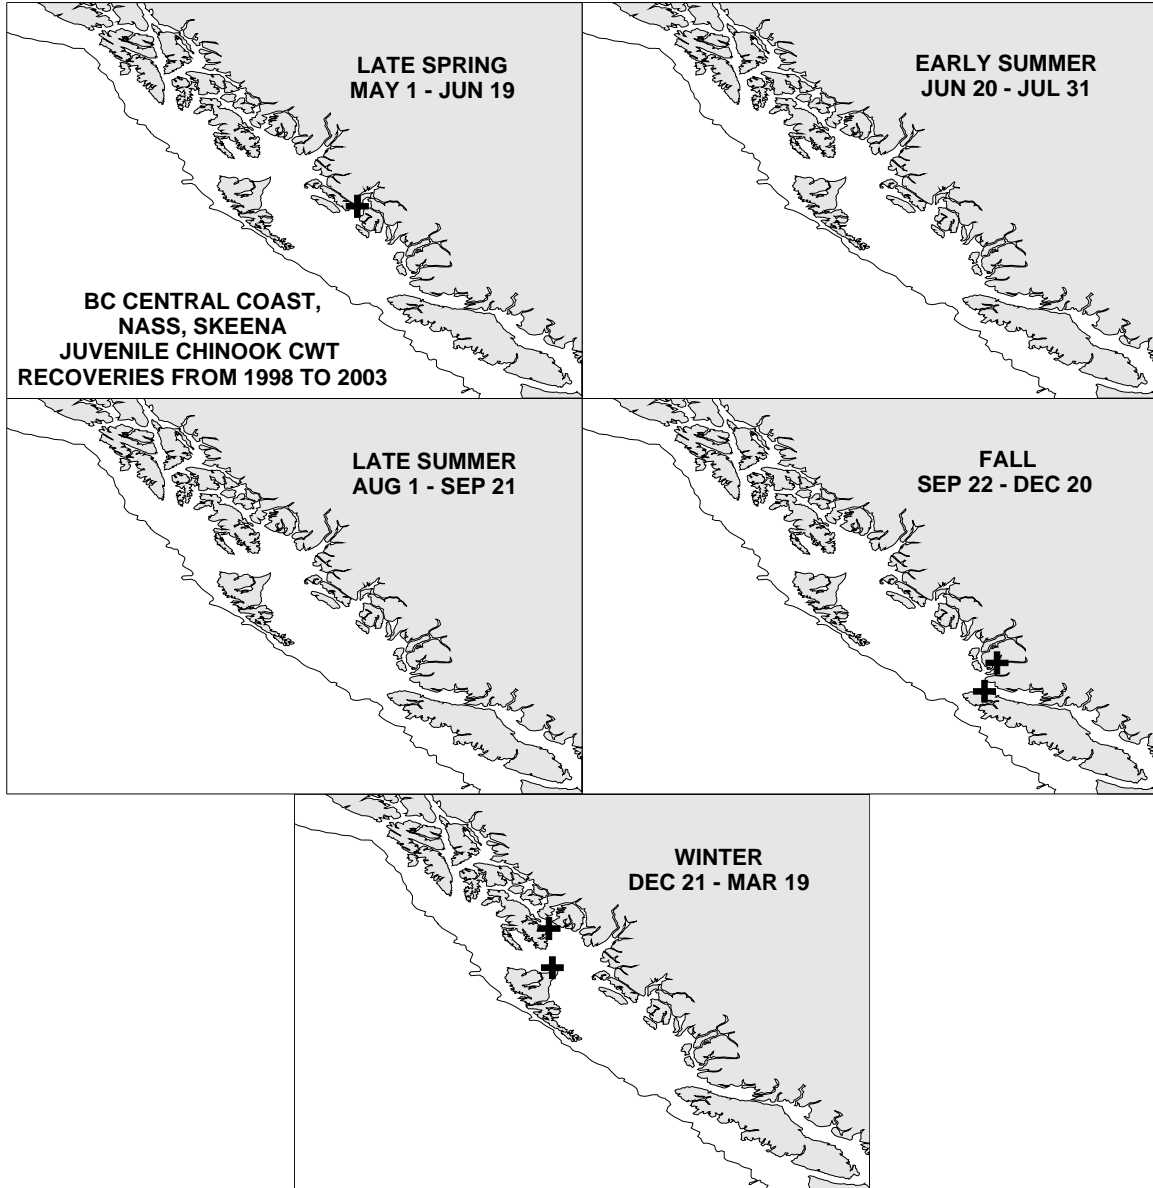 LATE SPRING
MAY 1 - JUN 19
BC CENTRAL COAST,
NASS, SKEENA
JUVENILE CHINOOK CWT
RECOVERIES FROM 1998 TO 2003
EARLY SUMMER
JUN 20 - JUL 31
LATE SUMMER
AUG 1 - SEP 21
FALL
SEP 22 - DEC 20
WINTER
DEC 21 - MAR 19